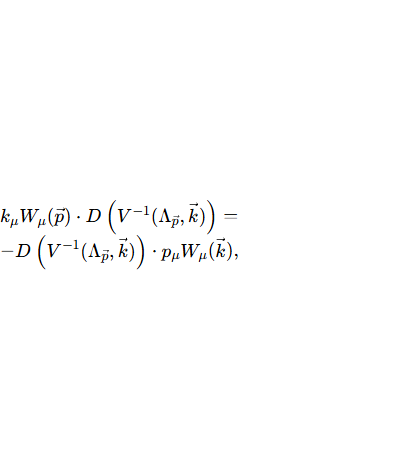 $k_\mu W_\mu(\vec{p}) \cdot D\left(V^{-1}(\Lambda_{\vec{p}}, \vec{k})\right) =$
$-D\left(V^{-1}(\Lambda_{\vec{p}}, \vec{k})\right) \cdot p_\mu W_\mu(\vec{k}),$